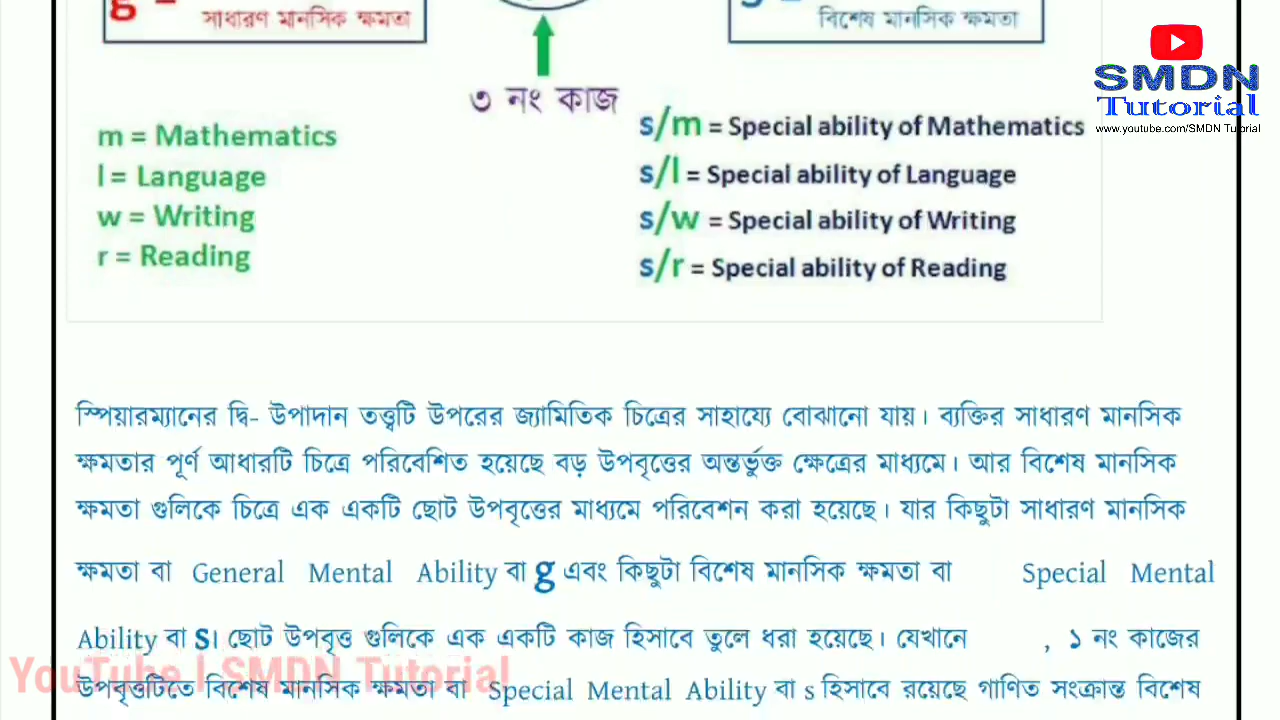 সাধারণ মানসিক ক্ষমতা
বিশেষ মানসিক ক্ষমতা
SMDN
Tutorial
www.youtube.com/SMDN Tutorial
৩ নং কাজ
m = Mathematics
l = Language
w = Writing
r = Reading
s/m = Special ability of Mathematics
s/l = Special ability of Language
s/w = Special ability of Writing
s/r = Special ability of Reading
স্পিয়ারম্যানের দ্বি- উপাদান তত্ত্বটি উপরের জ্যামিতিক চিত্রের সাহায্যে বোঝানো যায়। ব্যক্তির সাধারণ মানসিক
ক্ষমতার পূর্ণ আধারটি চিত্রে পরিবেশিত হয়েছে বড় উপবৃত্তের অন্তর্ভুক্ত ক্ষেত্রের মাধ্যমে। আর বিশেষ মানসিক
ক্ষমতা গুলিকে চিত্রে এক একটি ছোট উপবৃত্তের মাধ্যমে পরিবেশন করা হয়েছে। যার কিছুটা সাধারণ মানসিক
ক্ষমতা বা General Mental Ability বা g এবং কিছুটা বিশেষ মানসিক ক্ষমতা বা Special Mental
Ability বা s। ছোট উপবৃত্ত গুলিকে এক একটি কাজ হিসাবে তুলে ধরা হয়েছে। যেখানে , ১ নং কাজের
উপবৃত্তটিতে বিশেষ মানসিক ক্ষমতা বা Special Mental Ability বা s হিসাবে রয়েছে গাণিত সংক্রান্ত বিশেষ
YouTube | SMDN Tutorial